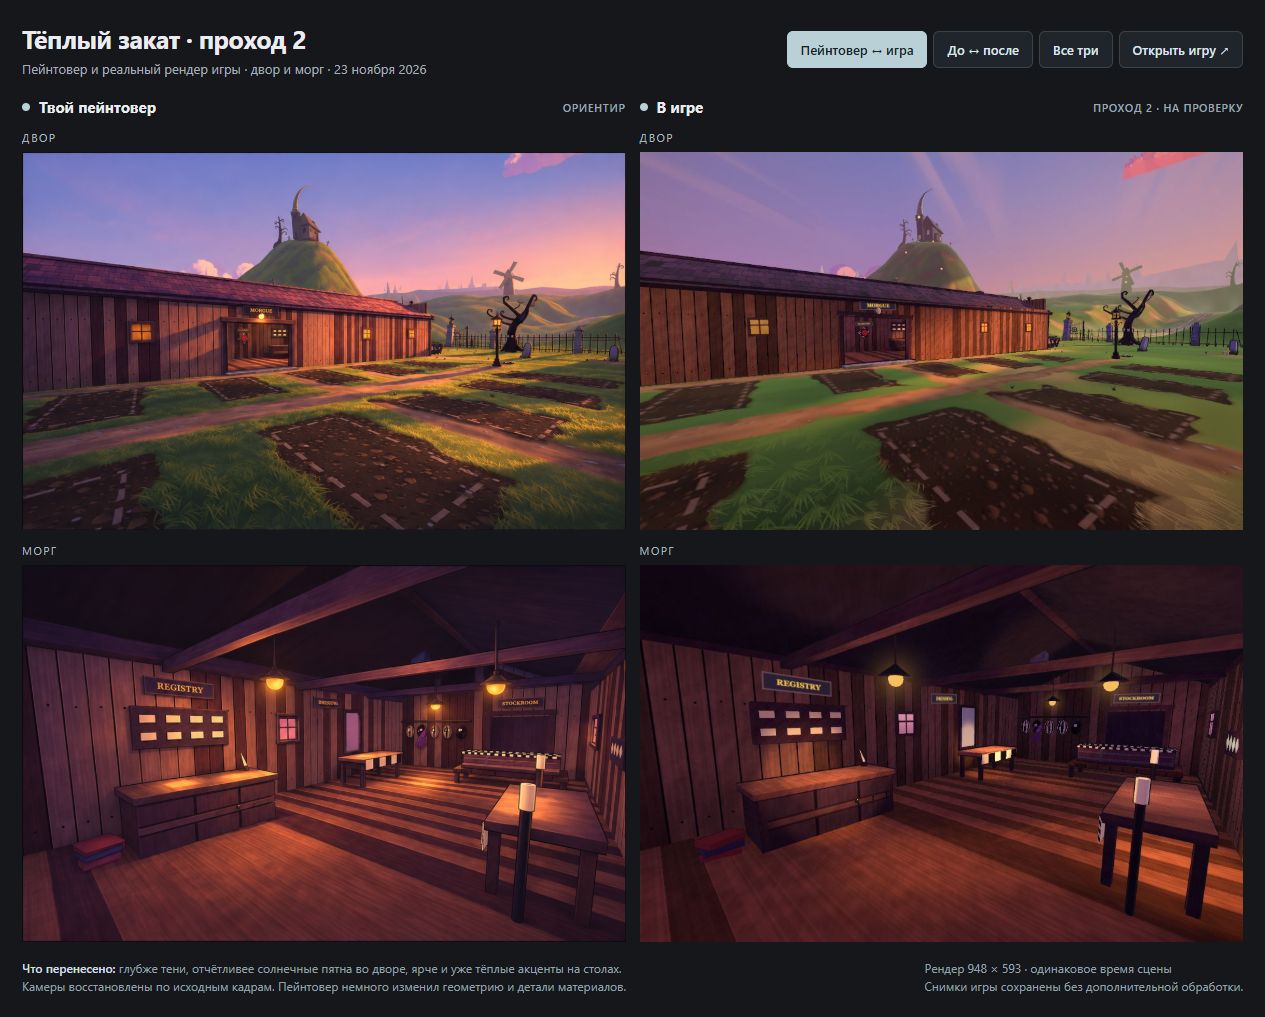 Тёплый закат · проход 2
Пейнтовер и реальный рендер игры · двор и морг · 23 ноября 2026
Пейнтовер ↔ игра
До ↔ после
Все три
Открыть игру ↗
Твой пейнтовер
ОРИЕНТИР
В игре
ПРОХОД 2 · НА ПРОВЕРКУ
ДВОР
ДВОР
MORGUE
MORGUE
МОРГ
МОРГ
REGISTRY
STOCKROOM
REGISTRY
STOCKROOM
Что перенесено: глубже тени, отчётливее солнечные пятна во дворе, ярче и уже тёплые акценты на столах.
Камеры восстановлены по исходным кадрам. Пейнтовер немного изменил геометрию и детали материалов.
Рендер 948 × 593 · одинаковое время сцены
Снимки игры сохранены без дополнительной обработки.